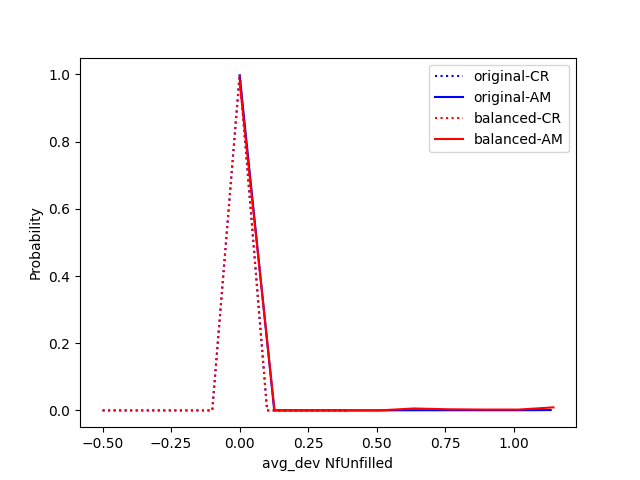 original-CR
original-AM
balanced-CR
balanced-AM
1.0
0.8
0.6
0.4
0.2
0.0
Probability
−0.50 −0.25 0.00 0.25 0.50 0.75 1.00
avg_dev NfUnfilled